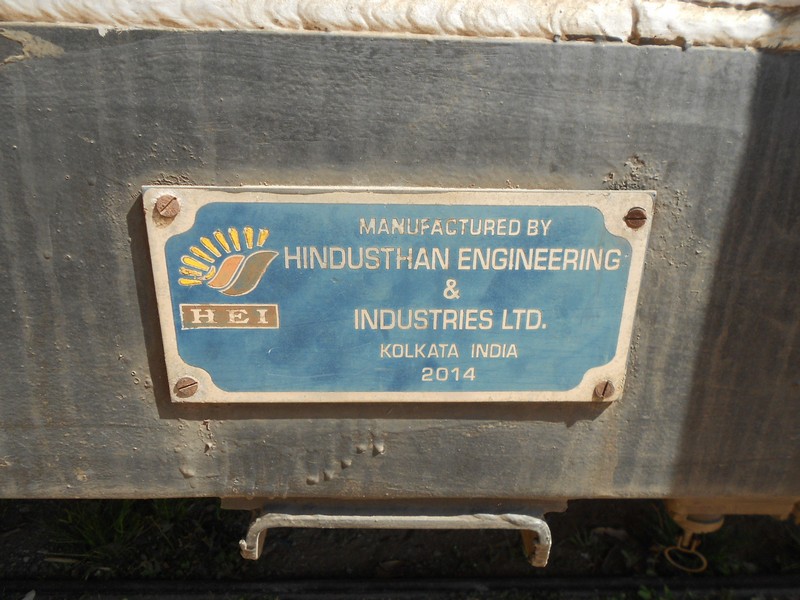 MANUFACTURED BY
HINDUSTHAN ENGINEERING
&
INDUSTRIES LTD.
HEI
KOLKATA INDIA
2014